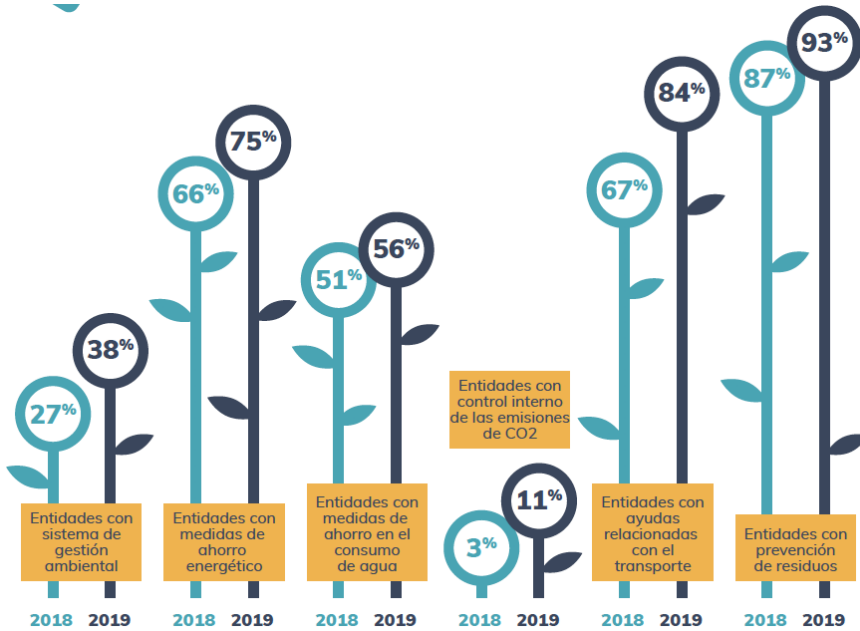 27%
38%
Entidades con
sistema de
gestión
ambiental
2018 2019
66%
75%
Entidades con
medidas de
ahorro
energético
2018 2019
51%
56%
Entidades con
medidas de
ahorro en el
consumo
de agua
2018 2019
Entidades con
control interno
de las emisiones
de CO2
3%
11%
2018 2019
67%
84%
Entidades con
ayudas
relacionadas
con el
transporte
2018 2019
87%
93%
Entidades con
prevención
de residuos
2018 2019